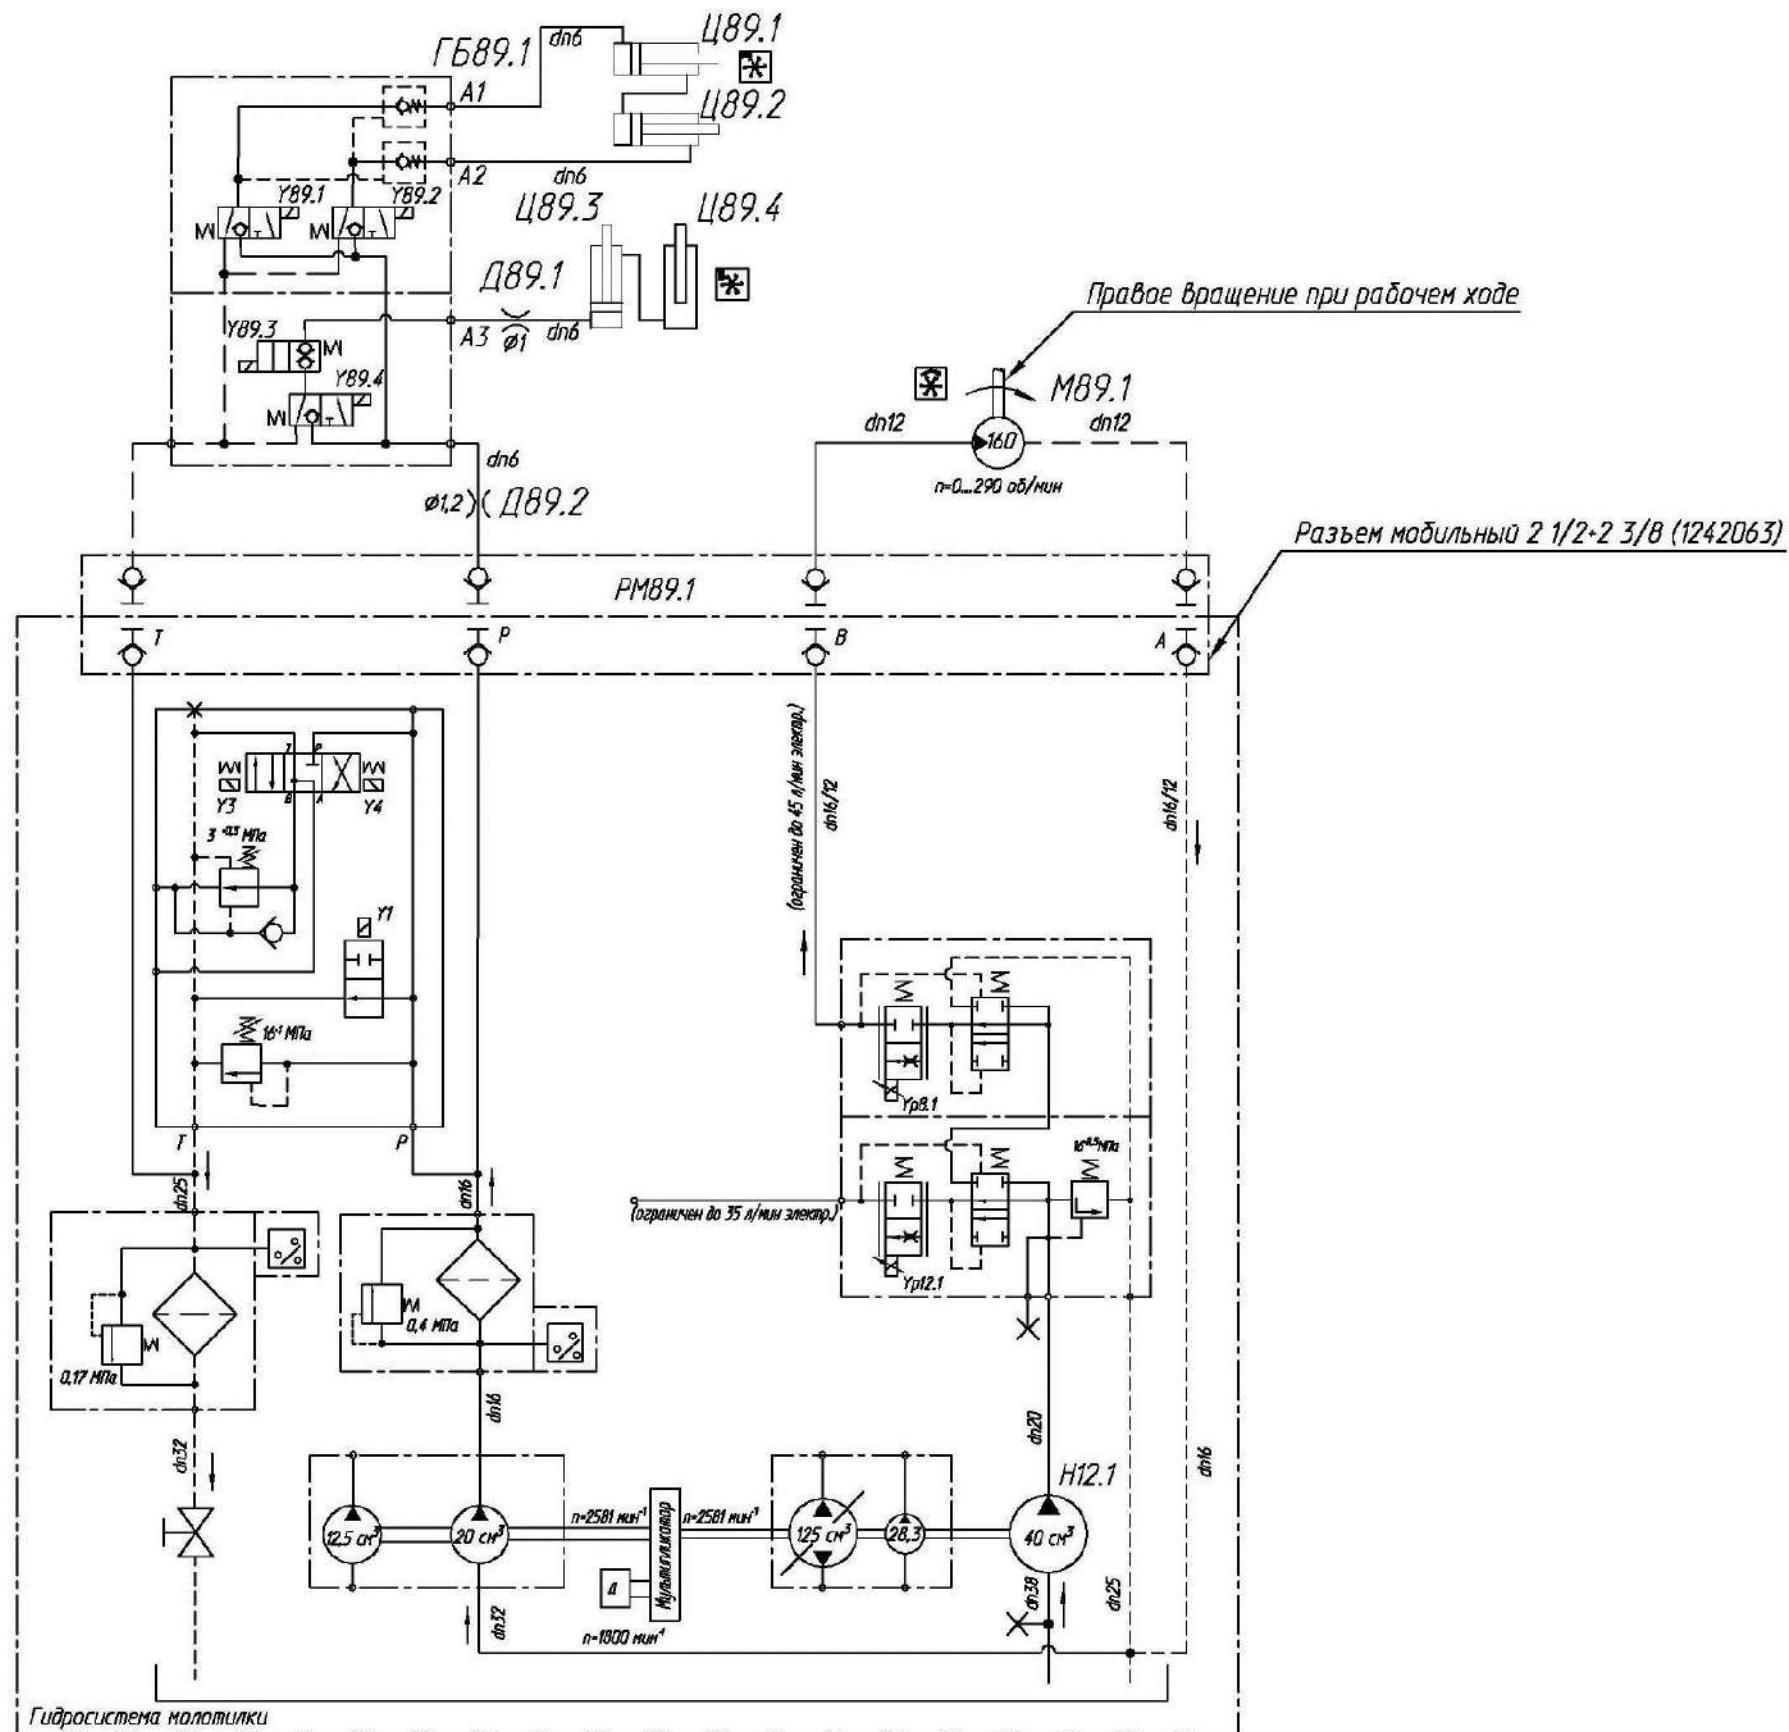 Ц89.1
ГБ89.1
dn6
А1
Ц89.2
А2
dn6
Y89.1
Y89.2
Ц89.3
Ц89.4
Д89.1
Y89.3
А3
Ø1
dn6
Y89.4
Правое вращение при рабочем ходе
М89.1
dn12
160
dn12
n=0...290 об/мин
dn6
Ø1,2
Д89.2
Разъем мобильный 2 1/2+2 3/8 (1242063)
РМ89.1
T
P
B
A
T
P
B
A
Y3
Y4
МПа
Y1
МПа
(ограничен до 45 л/мин электр.)
dn16/12
dn16/12
Yp8.1
T
P
МПа
dn25
dn16
(ограничен до 35 л/мин электр.)
Yp12.1
0,4 МПа
0,17 МПа
dn16
dn20
dn32
dn16
Н12.1
12,5 см³
20 см³
n=2581 мин⁻¹
Мультипликатор
n=2581 мин⁻¹
125 см³
28,3
40 см³
Д
dn32
n=1800 мин⁻¹
dn38
dn25
Гидросистема молотилки